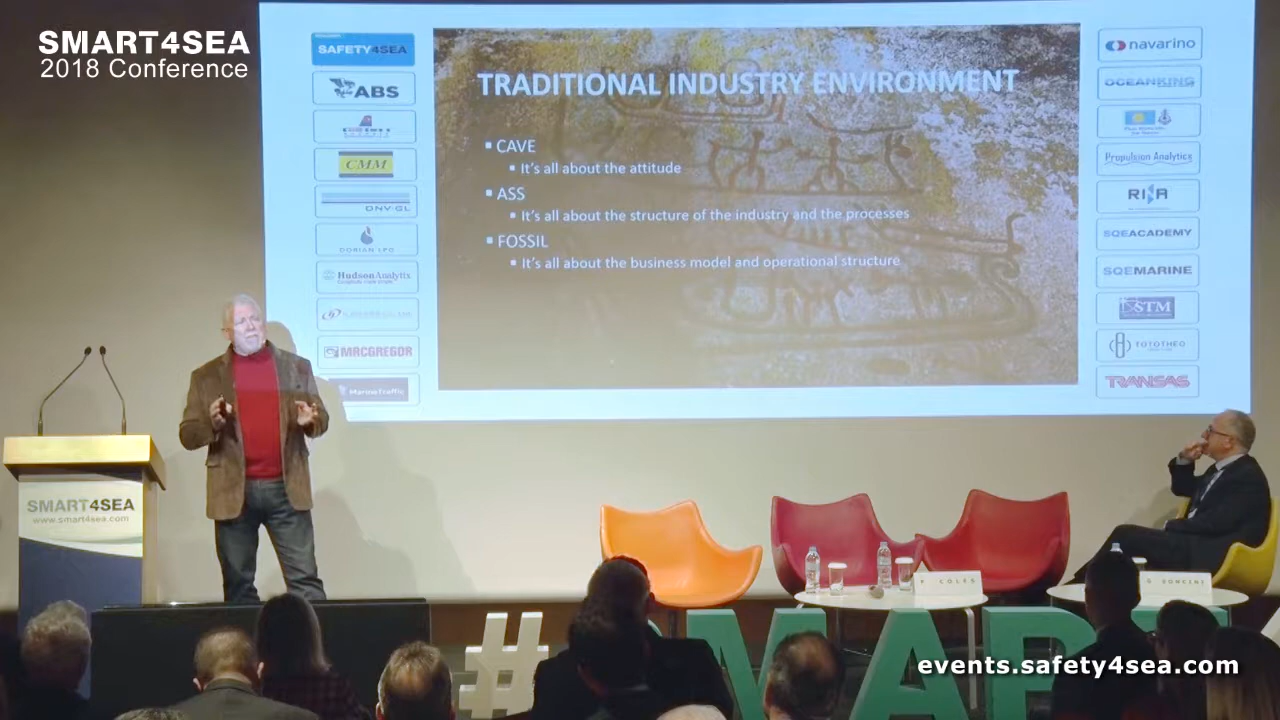 SMART4SEA
2018 Conference
SAFETY4SEA
ABS
CMM
DNV·GL
DORIAN LPG
HudsonAnalytix
MACGREGOR
MarineTraffic
TRADITIONAL INDUSTRY ENVIRONMENT
▪ CAVE
▪ It's all about the attitude
▪ ASS
▪ It's all about the structure of the industry and the processes
▪ FOSSIL
▪ It's all about the business model and operational structure
navarino
OCEANKING
Propulsion Analytics
RINA
SQEACADEMY
SQEMARINE
STM
TOTOTHEO
TRANSAS
SMART4SEA
www.smart4sea.com
P. COLES
G. GONCINI
#SMART4
events.safety4sea.com